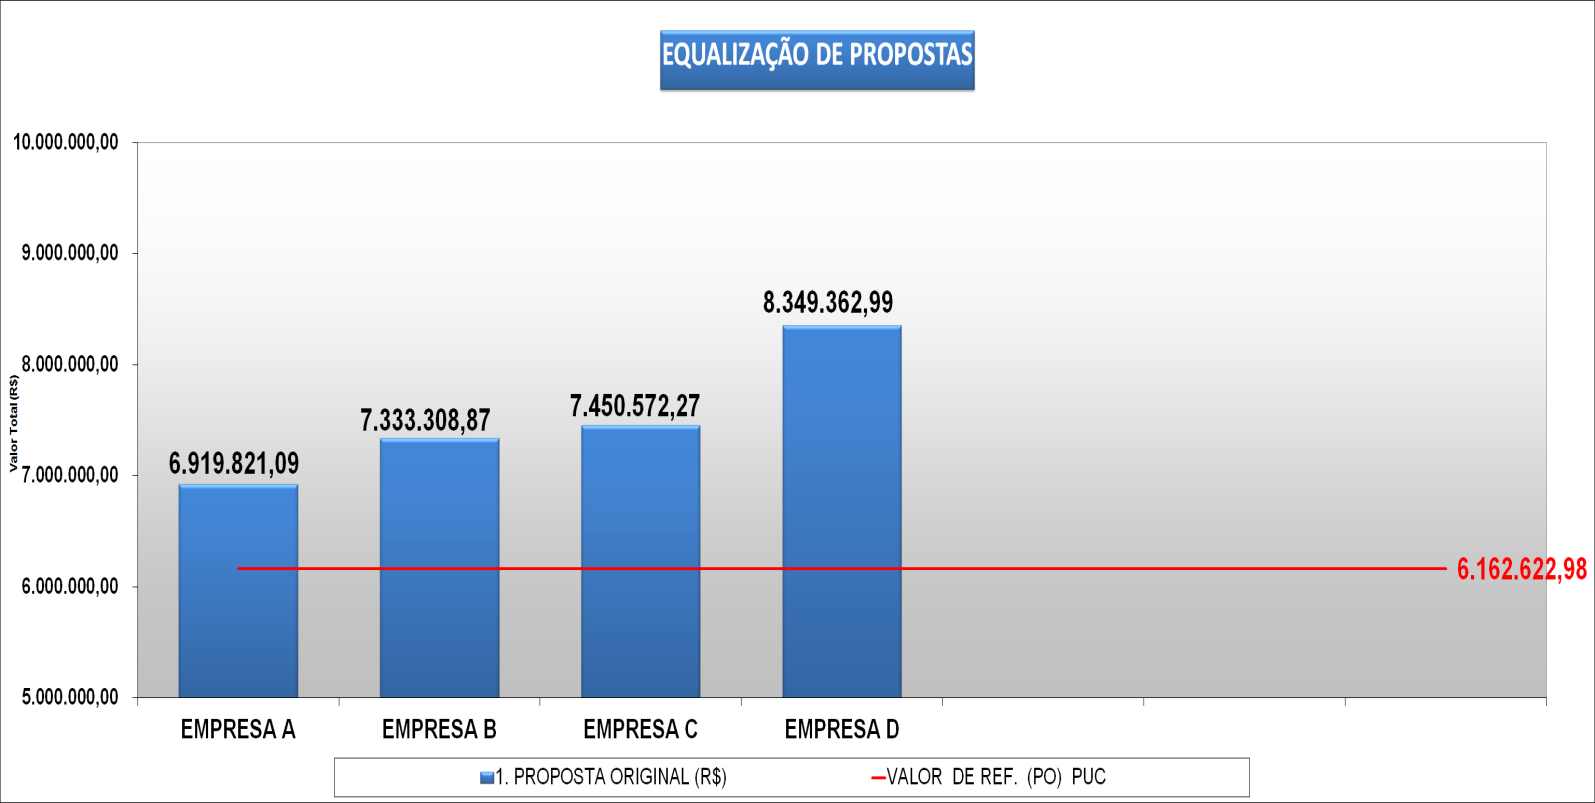 EQUALIZAÇÃO DE PROPOSTAS
10.000.000,00
9.000.000,00
8.000.000,00
7.000.000,00
6.000.000,00
5.000.000,00
Valor Total (R$)
6.919.821,09
7.333.308,87
7.450.572,27
8.349.362,99
6.162.622,98
EMPRESA A
EMPRESA B
EMPRESA C
EMPRESA D
1. PROPOSTA ORIGINAL (R$)
VALOR DE REF. (PO) PUC